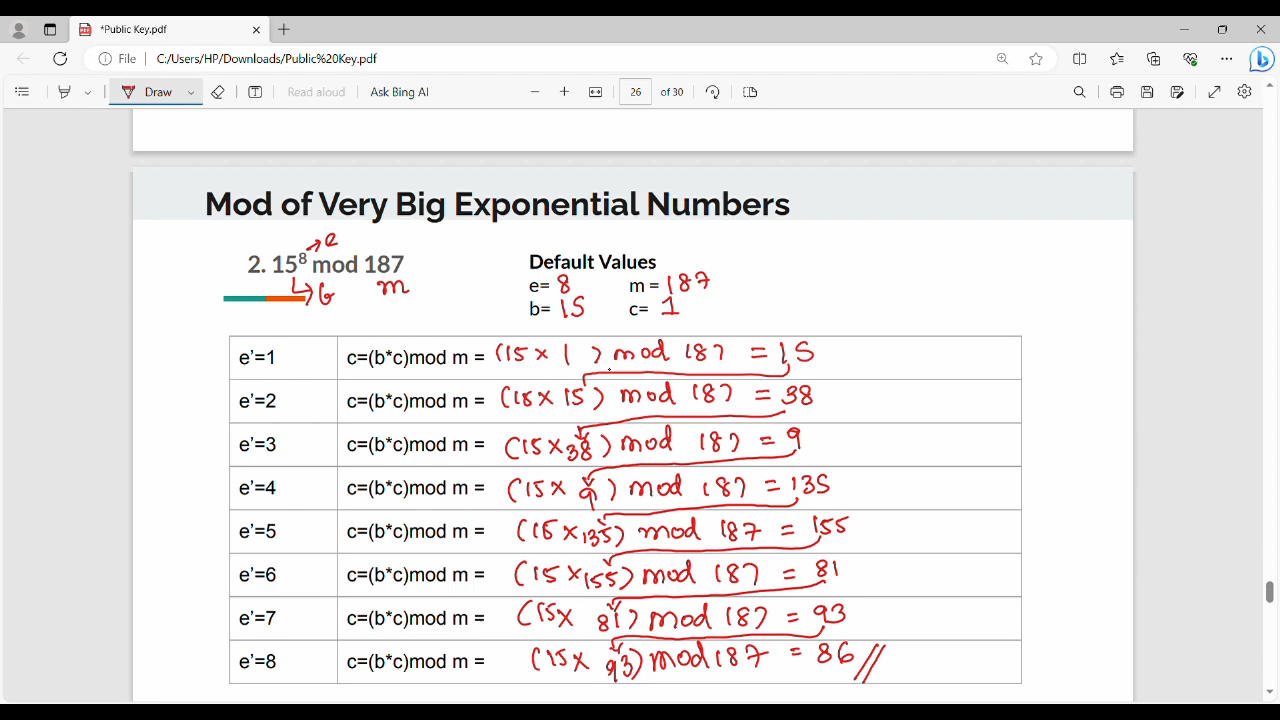 *Public Key.pdf
File C:/Users/HP/Downloads/Public%20Key.pdf
Draw Read aloud Ask Bing AI 26 of 30
Mod of Very Big Exponential Numbers
e
2. 15⁸ mod 187
b m
Default Values
e= 8 m = 187
b= 15 c= 1
e'=1 c=(b*c)mod m = (15 × 1 ) mod 187 = 15
e'=2 c=(b*c)mod m = (15 × 15 ) mod 187 = 38
e'=3 c=(b*c)mod m = (15 × 38 ) mod 187 = 9
e'=4 c=(b*c)mod m = (15 × 9 ) mod 187 = 135
e'=5 c=(b*c)mod m = (15 × 135) mod 187 = 155
e'=6 c=(b*c)mod m = (15 × 155) mod 187 = 81
e'=7 c=(b*c)mod m = (15 × 81) mod 187 = 93
e'=8 c=(b*c)mod m = (15 × 93) mod 187 = 86 //